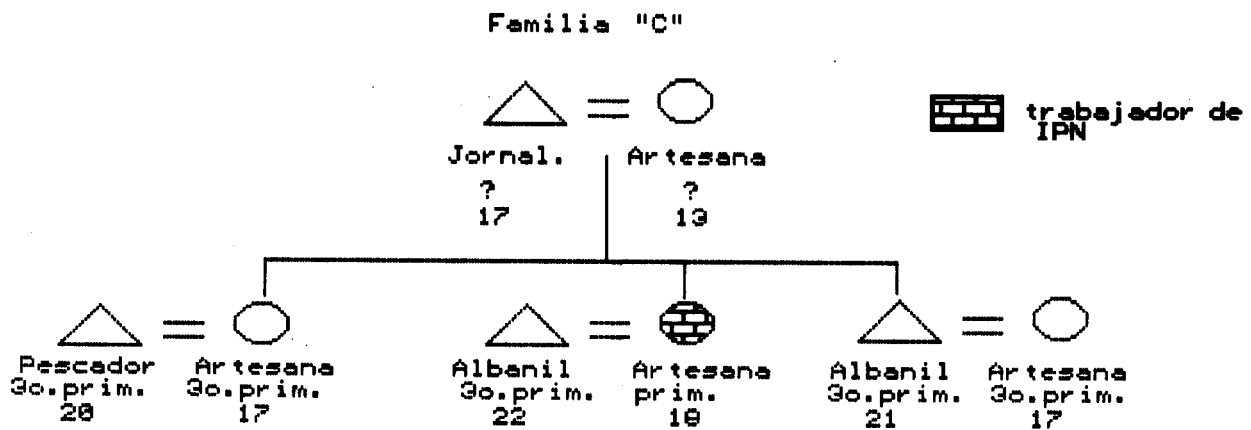 Familia "C"
trabajador de
IPN
Jornal. Artesana
? ?
17 13
Pescador Artesana Albanil Artesana Albanil Artesana
3o.prim. 3o.prim. 3o.prim. prim. 3o.prim. 3o.prim.
20 17 22 18 21 17